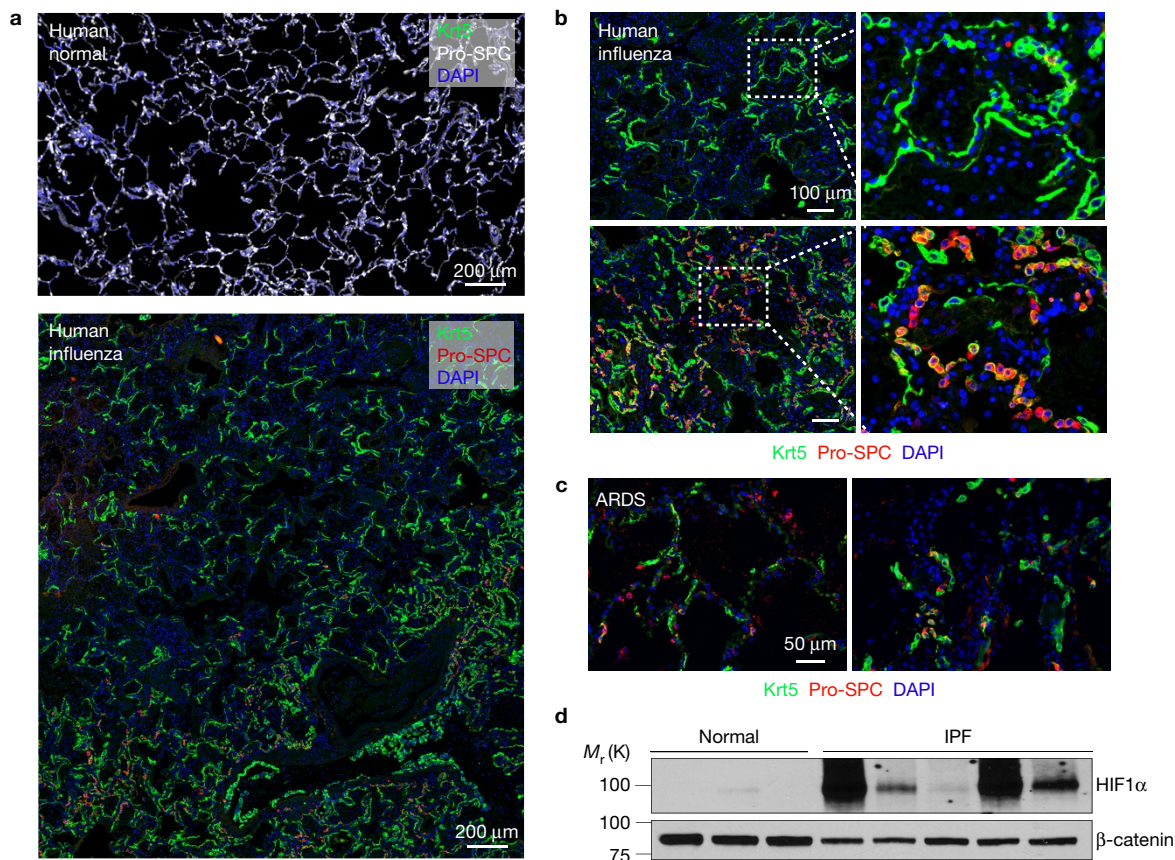 a
Human
normal
Krt5
Pro-SPC
DAPI
200 μm
Human
influenza
Krt5
Pro-SPC
DAPI
200 μm
b
Human
influenza
100 μm
Krt5 Pro-SPC DAPI
c
ARDS
50 μm
Krt5 Pro-SPC DAPI
d
Mr (K)
Normal
IPF
100
HIF1α
100
75
β-catenin